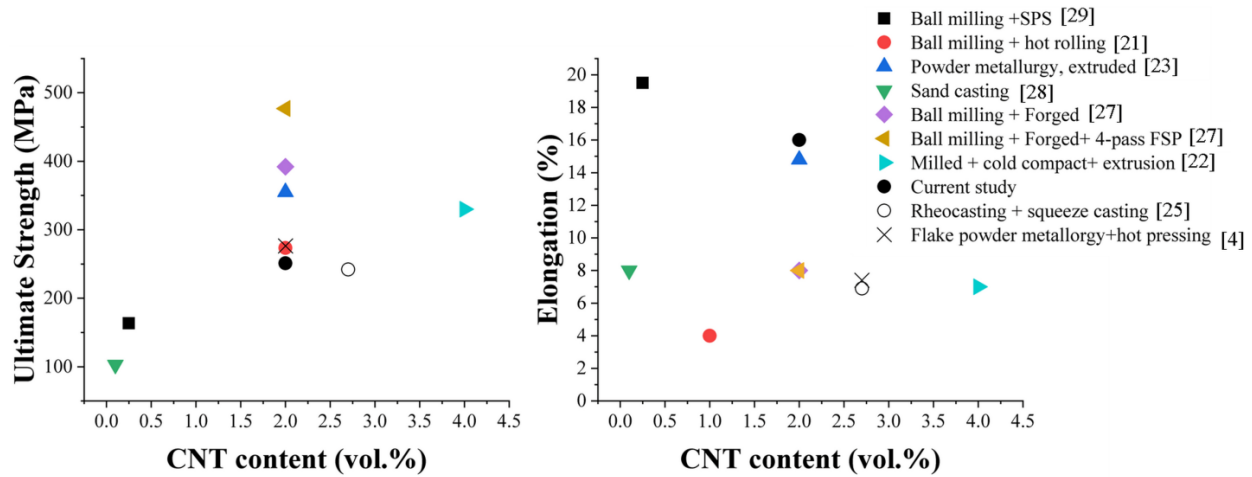 Ultimate Strength (MPa)
500
400
300
200
100
0.0 0.5 1.0 1.5 2.0 2.5 3.0 3.5 4.0 4.5
CNT content (vol.%)
Elongation (%)
20
18
16
14
12
10
8
6
4
2
0
0.0 0.5 1.0 1.5 2.0 2.5 3.0 3.5 4.0 4.5
CNT content (vol.%)
Ball milling +SPS [29]
Ball milling + hot rolling [21]
Powder metallurgy, extruded [23]
Sand casting [28]
Ball milling + Forged [27]
Ball milling + Forged+ 4-pass FSP [27]
Milled + cold compact+ extrusion [22]
Current study
Rheocasting + squeeze casting [25]
Flake powder metallorgy+hot pressing [4]